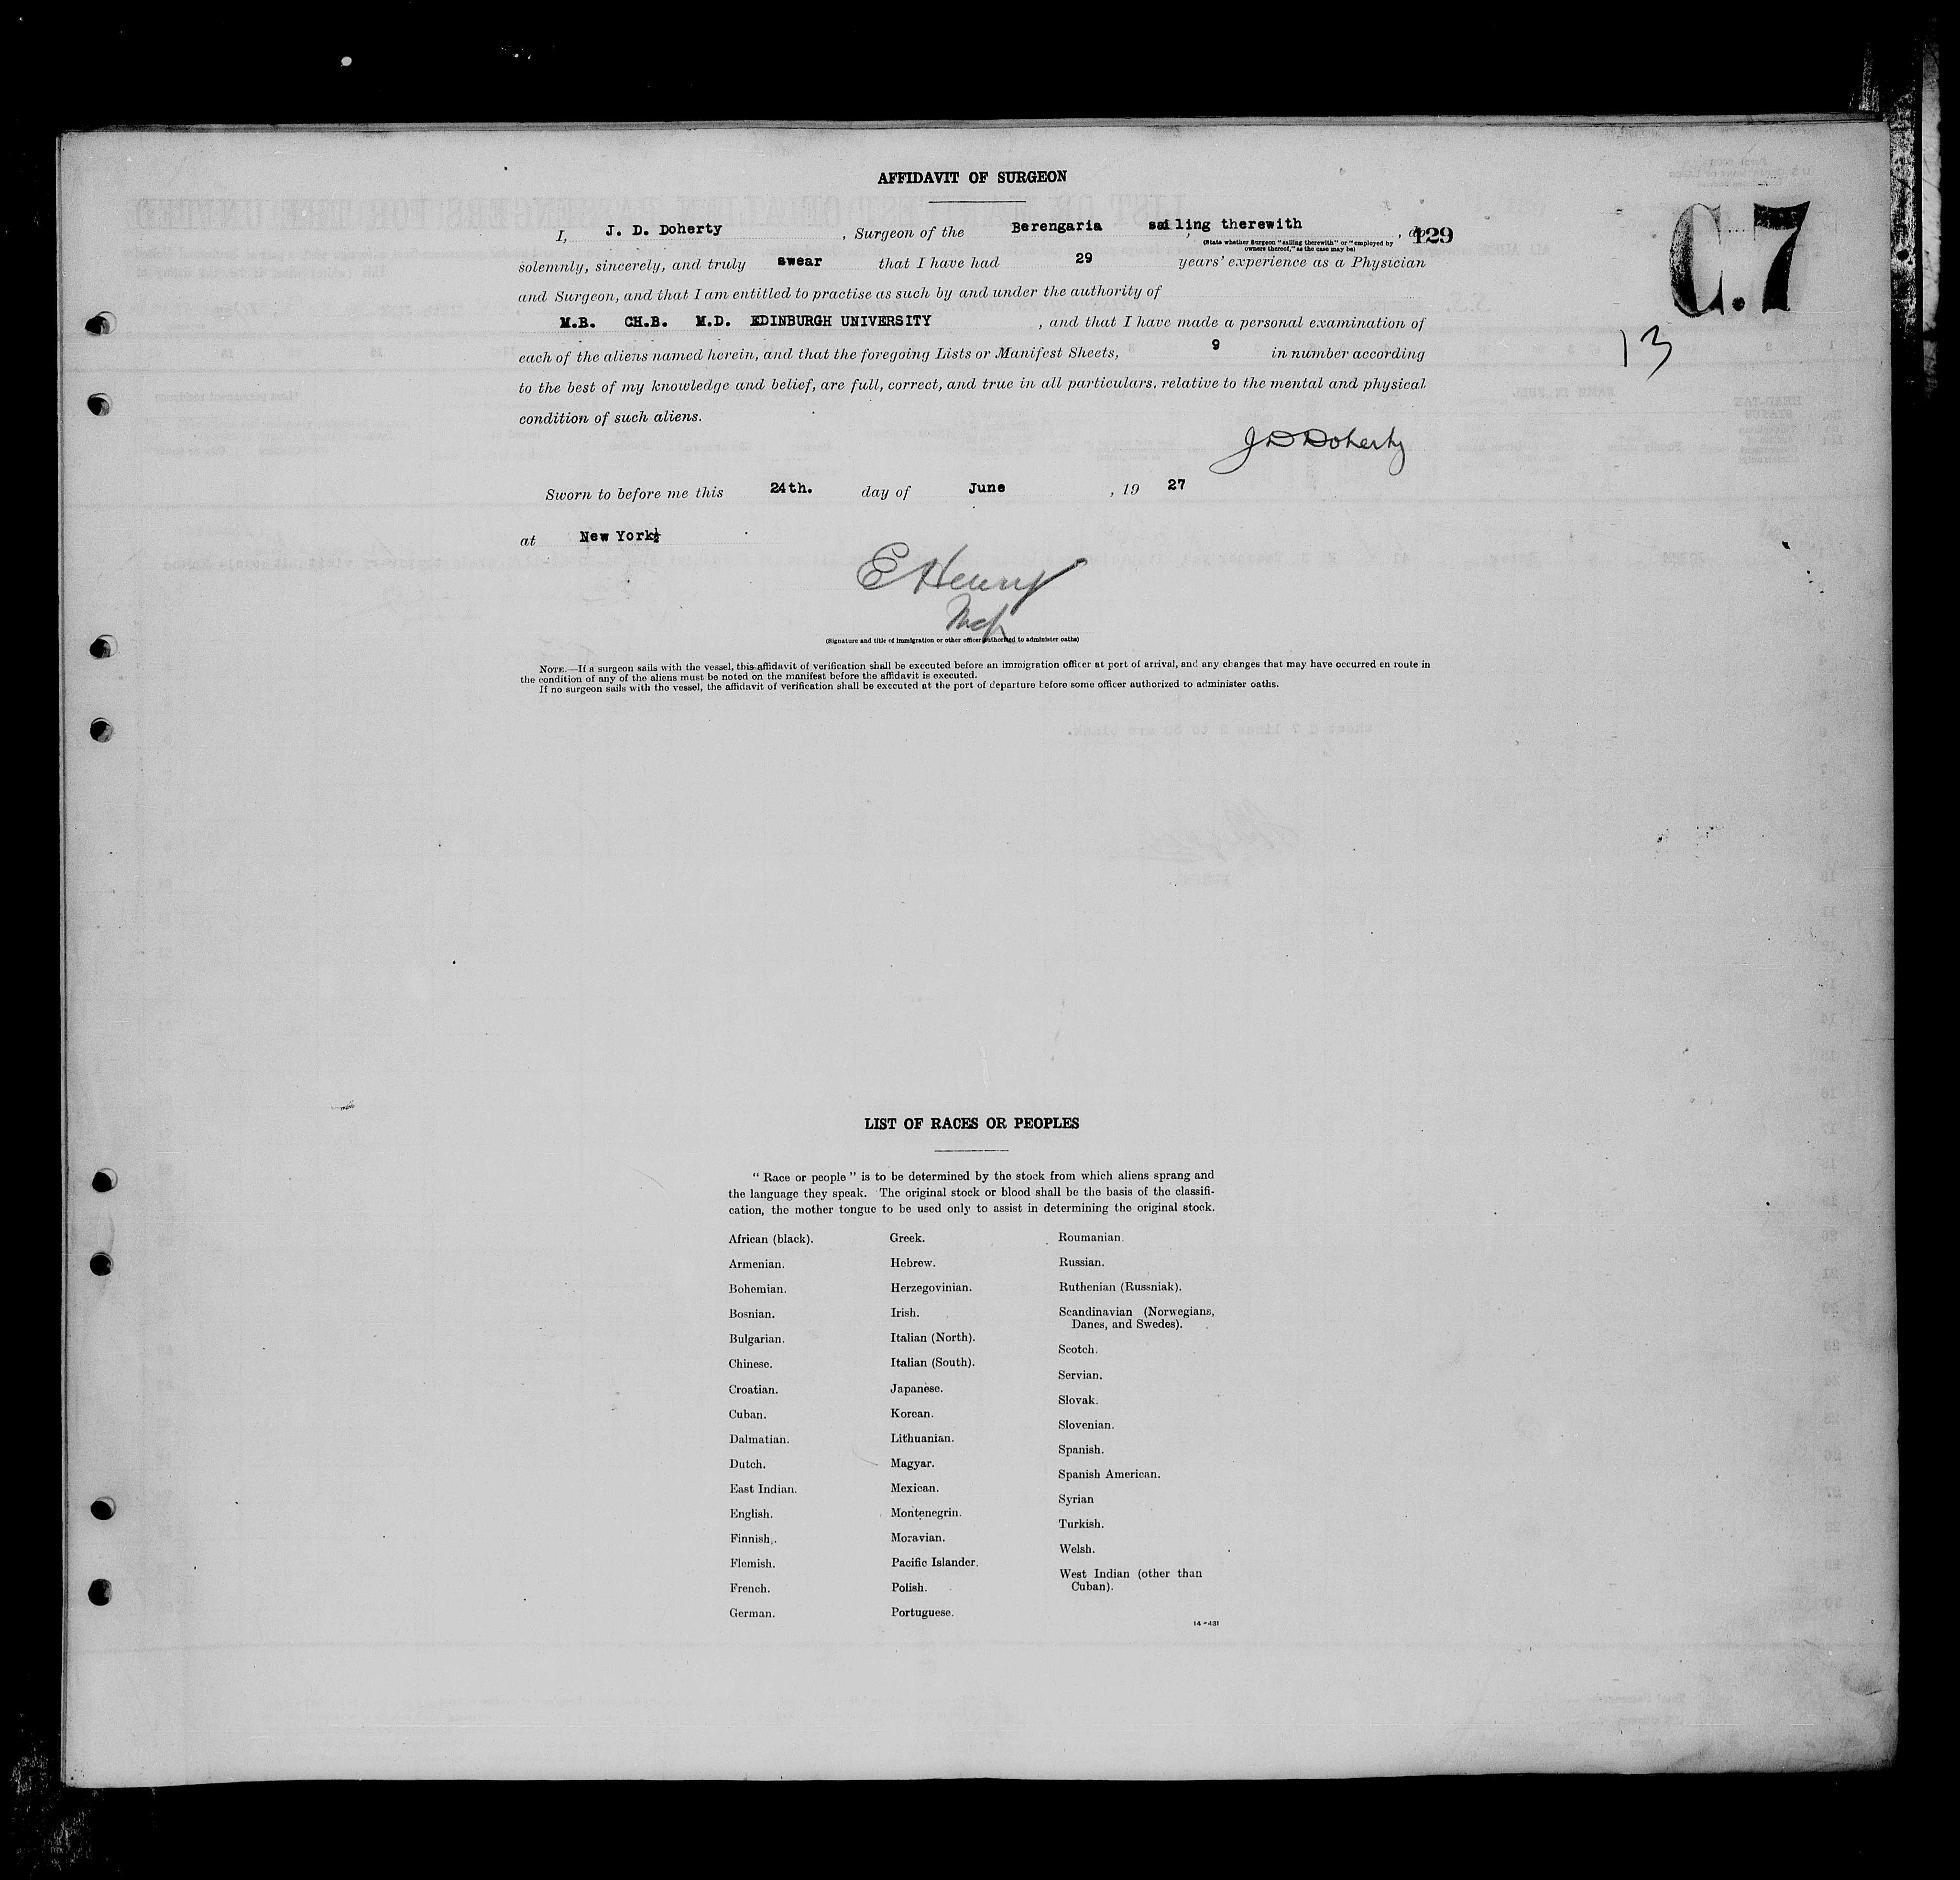 AFFIDAVIT OF SURGEON
C.7
13
I, J. D. Doherty, Surgeon of the Berengaria sailing therewith, do 129
(State whether Surgeon "sailing therewith" or "employed by
owners thereof," as the case may be)
solemnly, sincerely, and truly swear that I have had 29 years' experience as a Physician
and Surgeon, and that I am entitled to practise as such by and under the authority of
M.B. CH.B. M.D. EDINBURGH UNIVERSITY, and that I have made a personal examination of
each of the aliens named herein, and that the foregoing Lists or Manifest Sheets, 9 in number according
to the best of my knowledge and belief, are full, correct, and true in all particulars, relative to the mental and physical
condition of such aliens.
J D Doherty
Sworn to before me this 24th. day of June, 19 27
at New York½
E Henry
(Signature and title of immigration or other officer authorized to administer oaths)
NOTE.—If a surgeon sails with the vessel, this affidavit of verification shall be executed before an immigration officer at port of arrival, and any changes that may have occurred en route in
the condition of any of the aliens must be noted on the manifest before the affidavit is executed.
If no surgeon sails with the vessel, the affidavit of verification shall be executed at the port of departure before some officer authorized to administer oaths.
LIST OF RACES OR PEOPLES
"Race or people" is to be determined by the stock from which aliens sprang and
the language they speak. The original stock or blood shall be the basis of the classifi-
cation, the mother tongue to be used only to assist in determining the original stock.
African (black).
Armenian.
Bohemian.
Bosnian.
Bulgarian.
Chinese.
Croatian.
Cuban.
Dalmatian.
Dutch.
East Indian.
English.
Finnish.
Flemish.
French.
German.
Greek.
Hebrew.
Herzegovinian.
Irish.
Italian (North).
Italian (South).
Japanese.
Korean.
Lithuanian.
Magyar.
Mexican.
Montenegrin.
Moravian.
Pacific Islander.
Polish.
Portuguese.
Roumanian.
Russian.
Ruthenian (Russniak).
Scandinavian (Norwegians,
Danes, and Swedes).
Scotch.
Servian.
Slovak.
Slovenian.
Spanish.
Spanish American.
Syrian
Turkish.
Welsh.
West Indian (other than
Cuban).
14-431